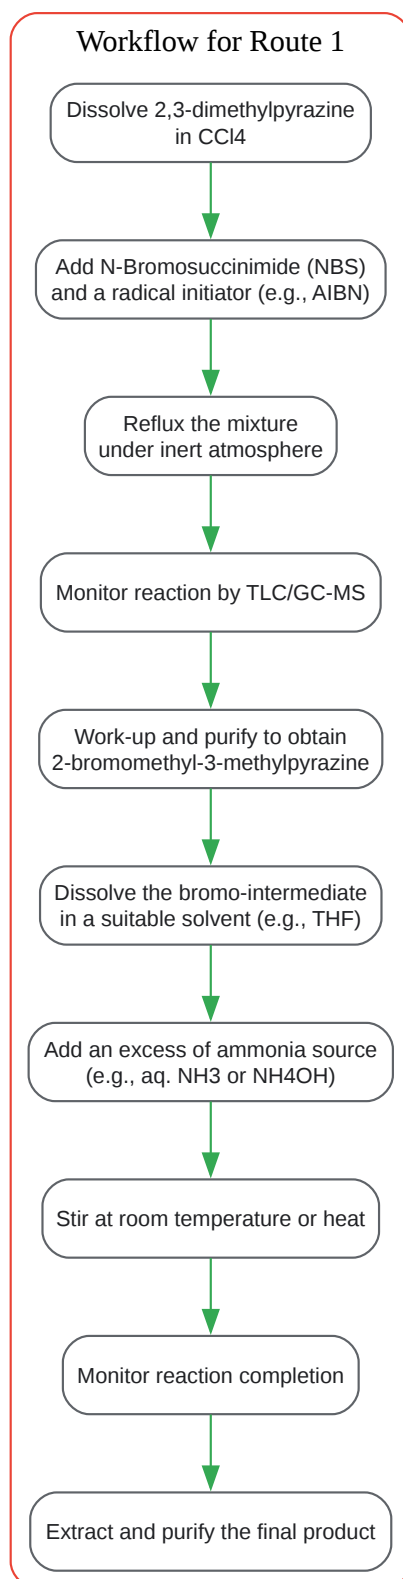 Workflow for Route 1
Dissolve 2,3-dimethylpyrazine
in CCl4
Add N-Bromosuccinimide (NBS)
and a radical initiator (e.g., AIBN)
Reflux the mixture
under inert atmosphere
Monitor reaction by TLC/GC-MS
Work-up and purify to obtain
2-bromomethyl-3-methylpyrazine
Dissolve the bromo-intermediate
in a suitable solvent (e.g., THF)
Add an excess of ammonia source
(e.g., aq. NH3 or NH4OH)
Stir at room temperature or heat
Monitor reaction completion
Extract and purify the final product